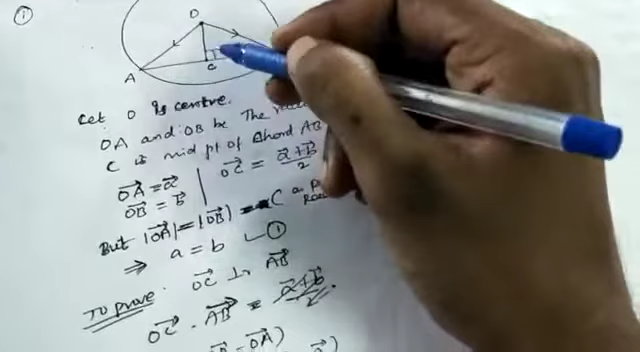 ①
O
A
C
Let O is centre.
OA and OB be The
C is mid pt of chord AB
→OA = →a
→OC = (→a + →b)/2
→OB = →b
But |→OA| = |→OB|
⇒ a = b — ①
→OC ⊥ →AB
To prove
→OC · →AB =
- →OA)